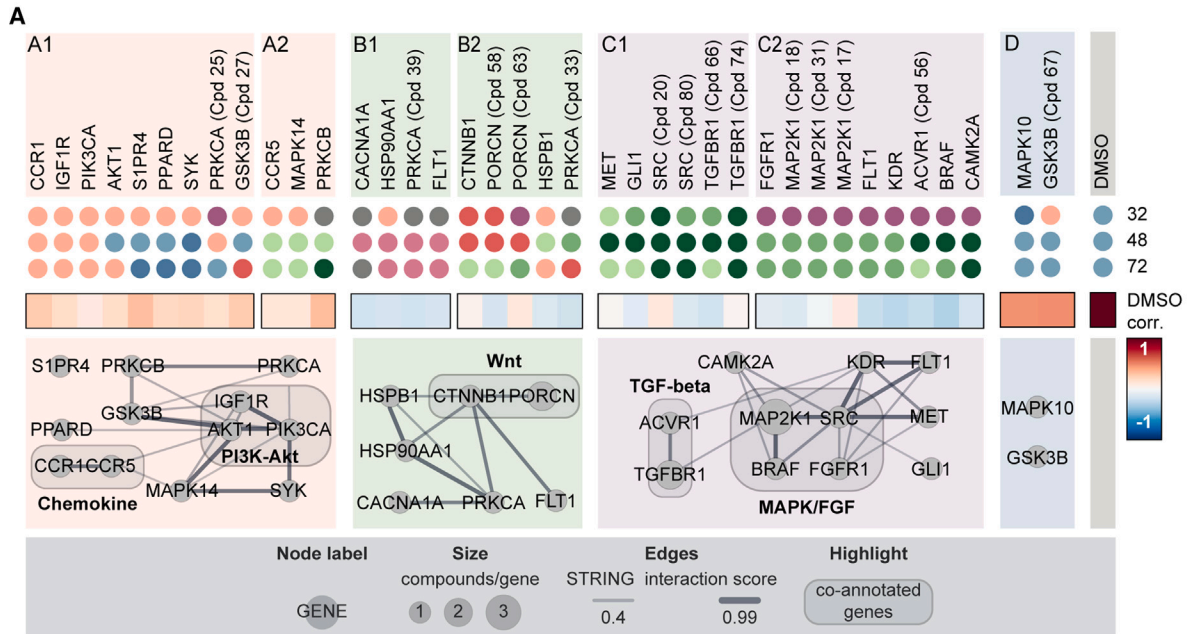 A
A1 A2 B1 B2 C1 C2 D
CCR1
IGF1R
PIK3CA
AKT1
S1PR4
PPARD
SYK
PRKCA (Cpd 25)
GSK3B (Cpd 27)
CCR5
MAPK14
PRKCB
CACNA1A
HSP90AA1
PRKCA (Cpd 39)
FLT1
CTNNB1
PORCN (Cpd 58)
PORCN (Cpd 63)
HSPB1
PRKCA (Cpd 33)
MET
GLI1
SRC (Cpd 20)
SRC (Cpd 80)
TGFBR1 (Cpd 66)
TGFBR1 (Cpd 74)
FGFR1
MAP2K1 (Cpd 18)
MAP2K1 (Cpd 31)
MAP2K1 (Cpd 17)
FLT1
KDR
ACVR1 (Cpd 56)
BRAF
CAMK2A
MAPK10
GSK3B (Cpd 67)
DMSO
32
48
72
DMSO
corr.
1
-1
S1PR4 PRKCB PRKCA
IGF1R
GSK3B
PPARD AKT1 PIK3CA
PI3K-Akt
CCR1 CCR5
MAPK14 SYK
Chemokine
Wnt
HSPB1 CTNNB1 PORCN
HSP90AA1
CACNA1A PRKCA FLT1
CAMK2A KDR FLT1
TGF-beta
ACVR1 MAP2K1 SRC MET
TGFBR1 BRAF FGFR1 GLI1
MAPK/FGF
MAPK10
GSK3B
Node label Size Edges Highlight
compounds/gene STRING interaction score
GENE 1 2 3 0.4 0.99
co-annotated
genes